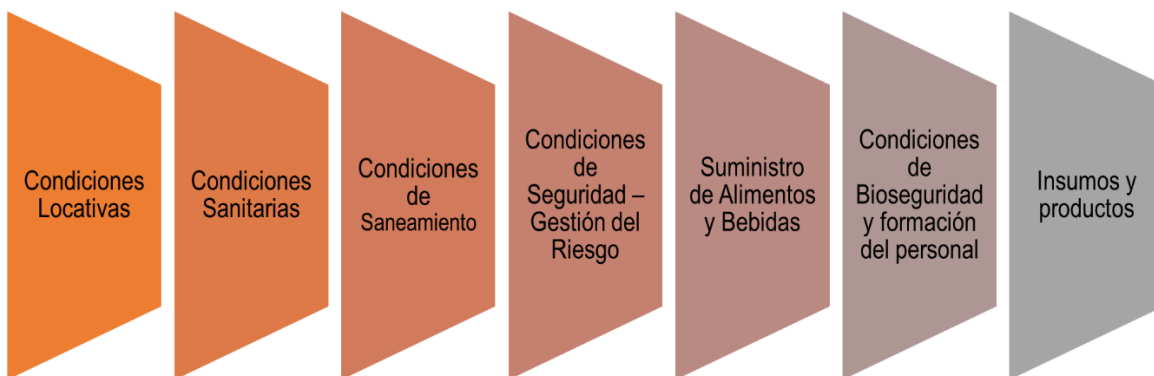 Condiciones
Locativas
Condiciones
Sanitarias
Condiciones
de
Saneamiento
Condiciones
de
Seguridad –
Gestión del
Riesgo
Suministro
de Alimentos
y Bebidas
Condiciones
de
Bioseguridad
y formación
del personal
Insumos y
productos